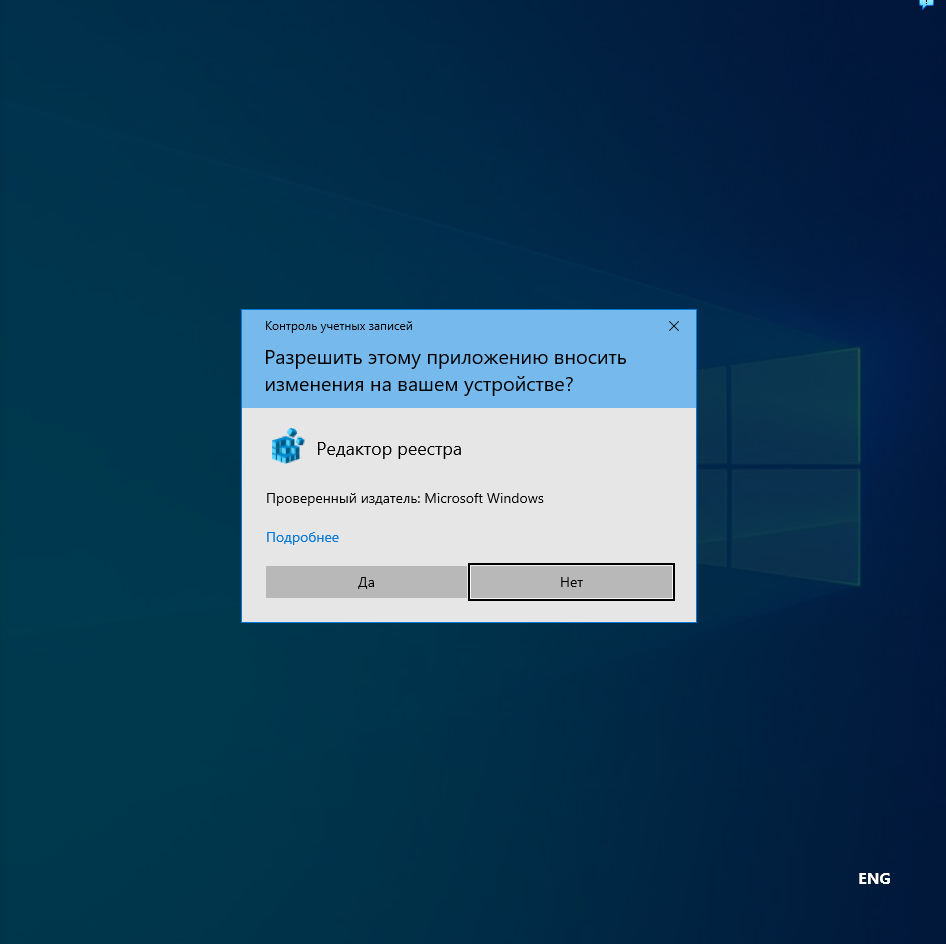 Контроль учетных записей
Разрешить этому приложению вносить
изменения на вашем устройстве?
Редактор реестра
Проверенный издатель: Microsoft Windows
Подробнее
Да
Нет
ENG